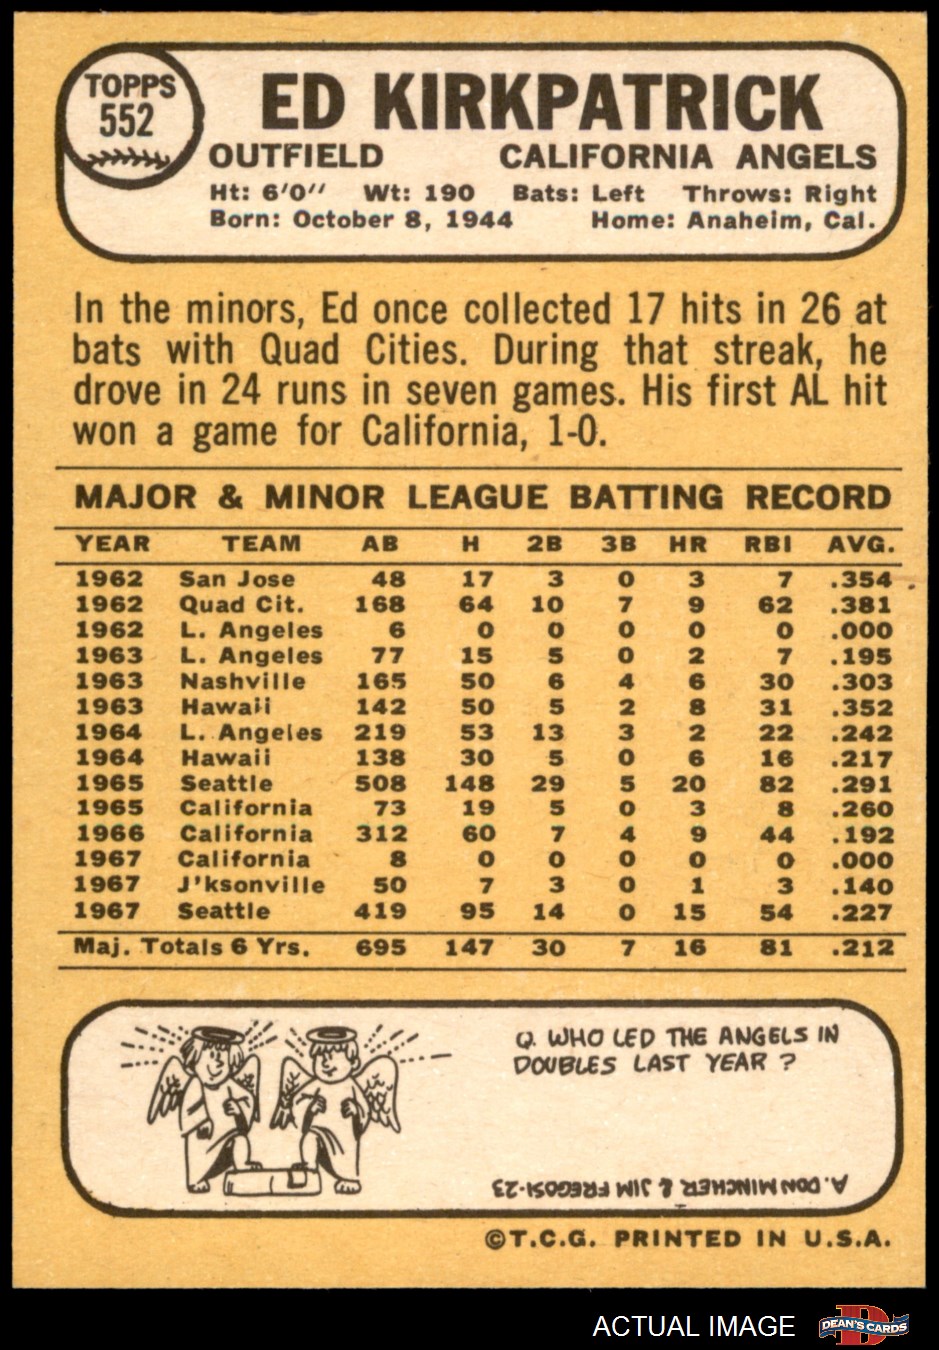 TOPPS
552
ED KIRKPATRICK
OUTFIELD CALIFORNIA ANGELS
Ht: 6'0'' Wt: 190 Bats: Left Throws: Right
Born: October 8, 1944 Home: Anaheim, Cal.
In the minors, Ed once collected 17 hits in 26 at
bats with Quad Cities. During that streak, he
drove in 24 runs in seven games. His first AL hit
won a game for California, 1-0.
MAJOR & MINOR LEAGUE BATTING RECORD
YEAR TEAM AB H 2B 3B HR RBI AVG.
1962 San Jose 48 17 3 0 3 7 .354
1962 Quad Cit. 168 64 10 7 9 62 .381
1962 L. Angeles 6 0 0 0 0 0 .000
1963 L. Angeles 77 15 5 0 2 7 .195
1963 Nashville 165 50 6 4 6 30 .303
1963 Hawaii 142 50 5 2 8 31 .352
1964 L. Angeles 219 53 13 3 2 22 .242
1964 Hawaii 138 30 5 0 6 16 .217
1965 Seattle 508 148 29 5 20 82 .291
1965 California 73 19 5 0 3 8 .260
1966 California 312 60 7 4 9 44 .192
1967 California 8 0 0 0 0 0 .000
1967 J'ksonville 50 7 3 0 1 3 .140
1967 Seattle 419 95 14 0 15 54 .227
Maj. Totals 6 Yrs. 695 147 30 7 16 81 .212
Q. WHO LED THE ANGELS IN
DOUBLES LAST YEAR ?
A. DON MINCHER & JIM FREGOSI-23
©T.C.G. PRINTED IN U.S.A.
ACTUAL IMAGE
DEAN'S CARDS